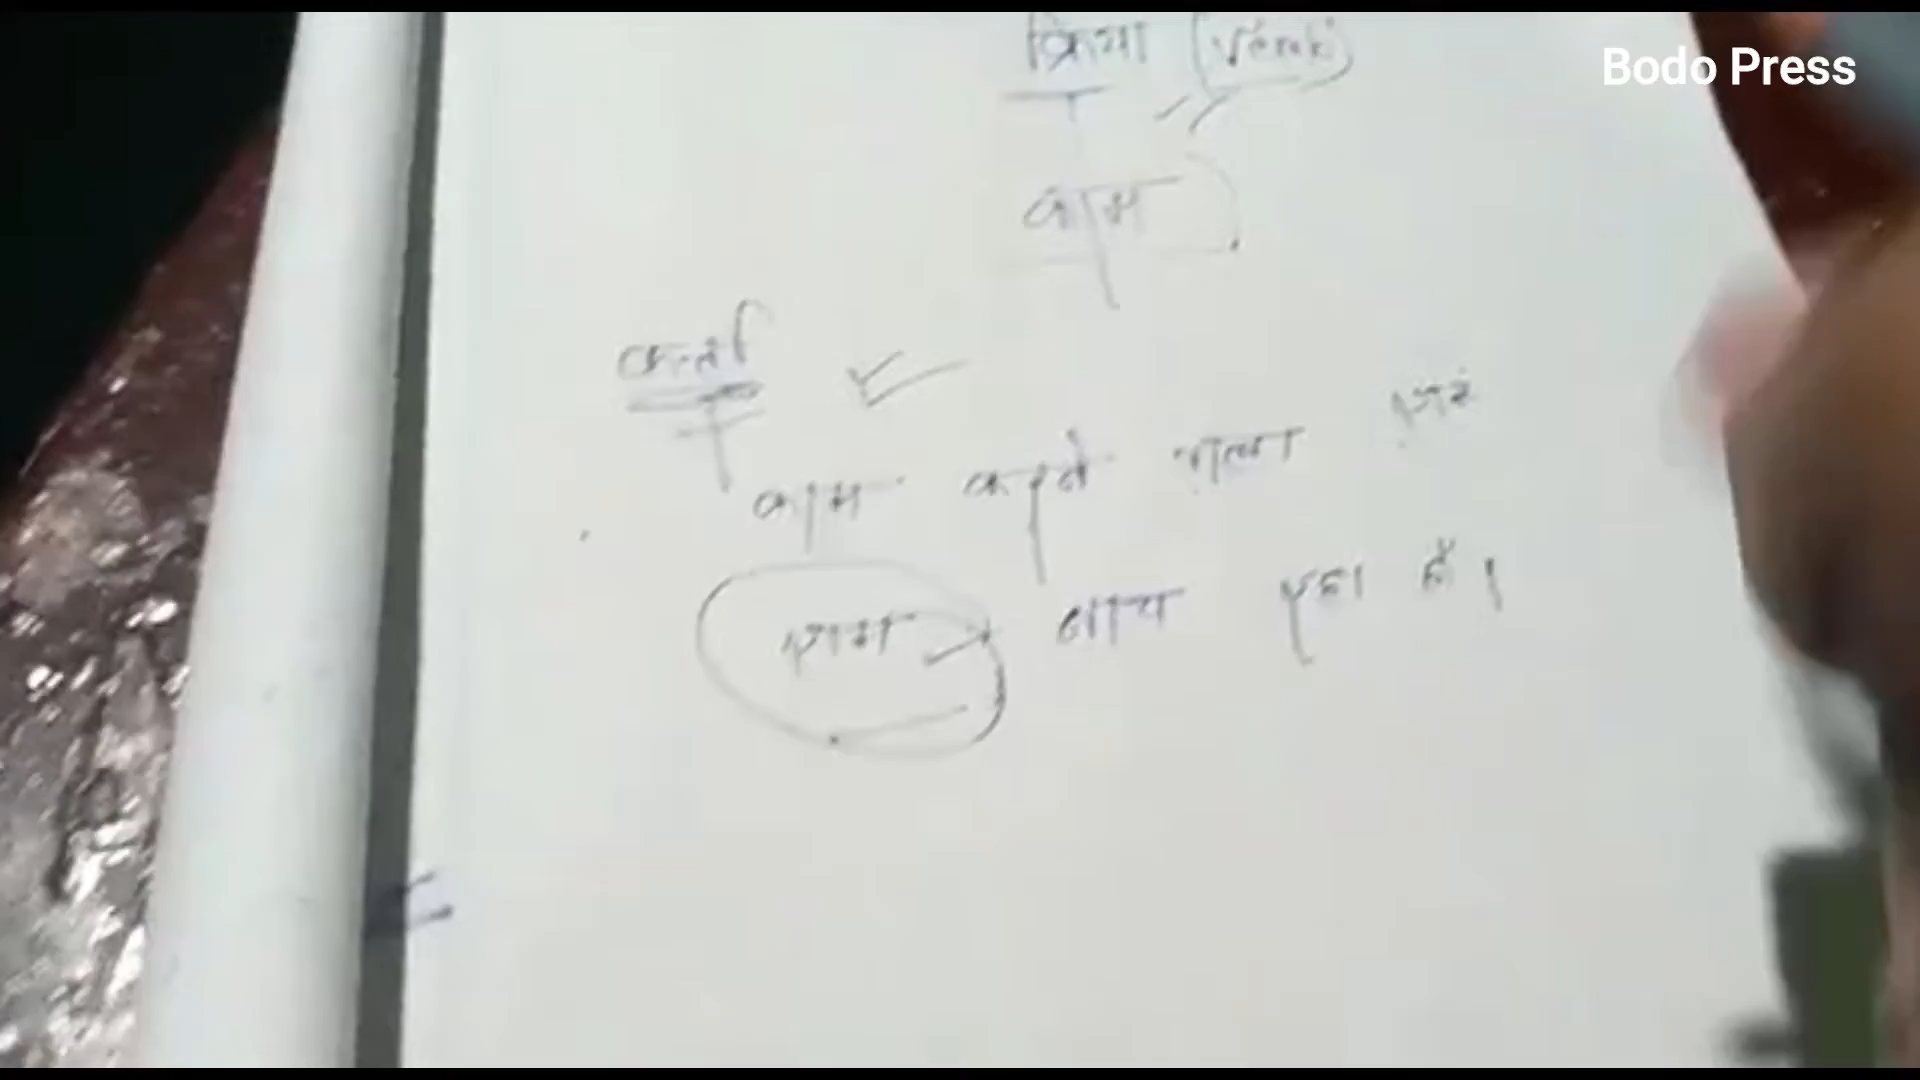 Bodo Press
क्रिया (Verb)
काम
कर्ता
काम करने वाला
राम नाच रहा है।